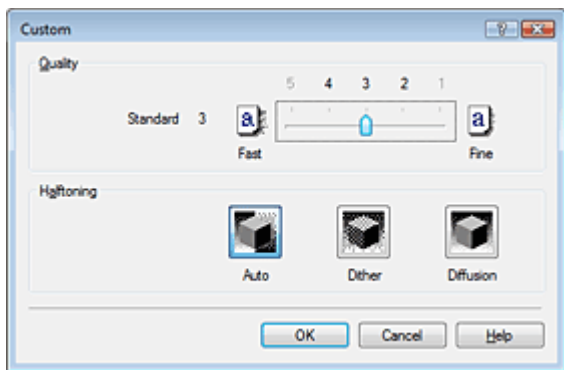 Custom
Quality
5 4 3 2 1
Standard 3
a a
Fast Fine
Halftoning
Auto Dither Diffusion
OK Cancel Help